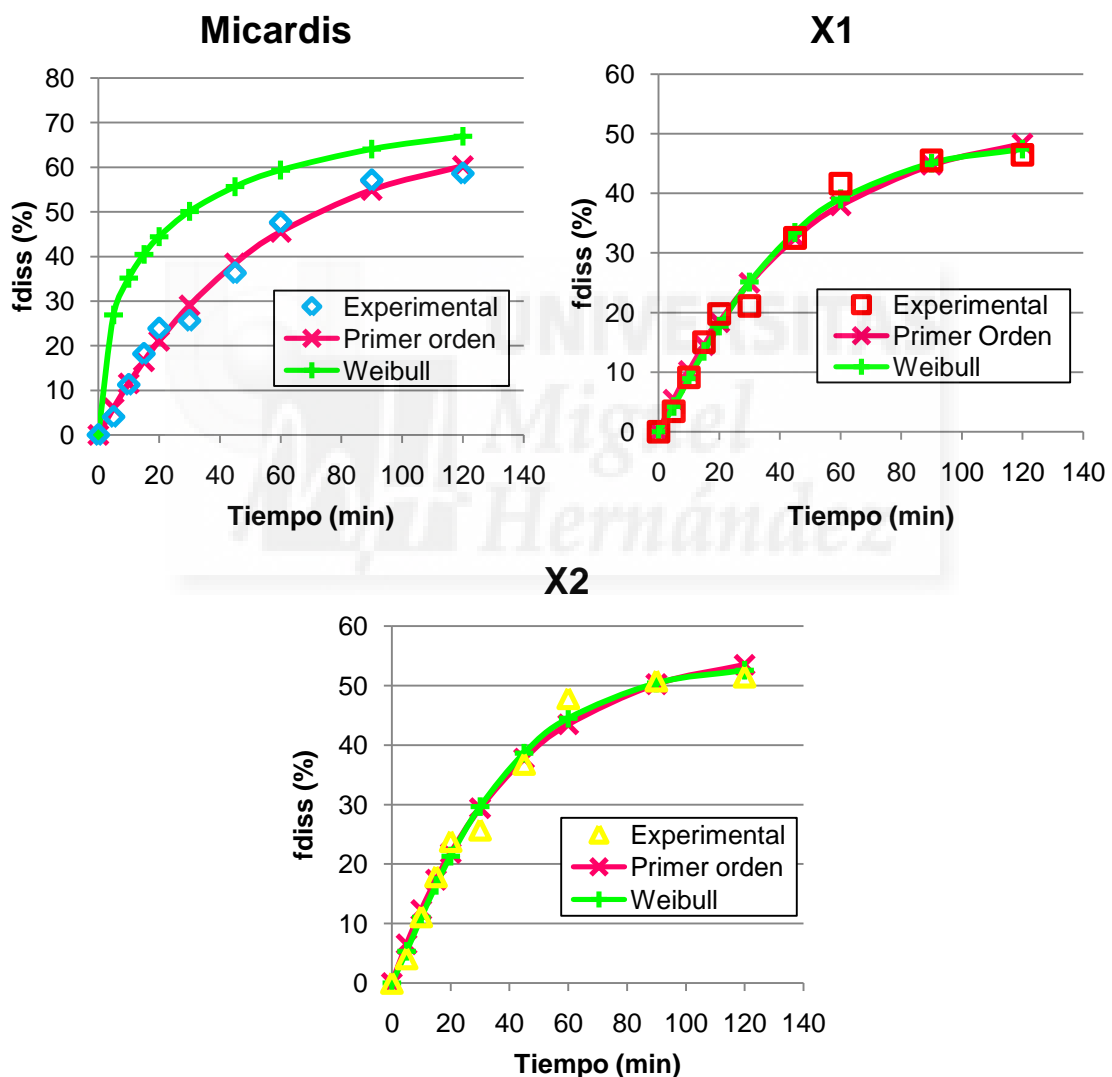 Micardis
80
70
60
50
40
30
20
10
0
fdiss (%)
Experimental
Primer orden
Weibull
0 20 40 60 80 100 120 140
Tiempo (min)
X1
60
50
40
30
20
10
0
fdiss (%)
Experimental
Primer Orden
Weibull
0 20 40 60 80 100 120 140
Tiempo (min)
UNIVERSITAS
Miguel
Hernández
X2
60
50
40
30
20
10
0
fdiss (%)
Experimental
Primer orden
Weibull
0 20 40 60 80 100 120 140
Tiempo (min)